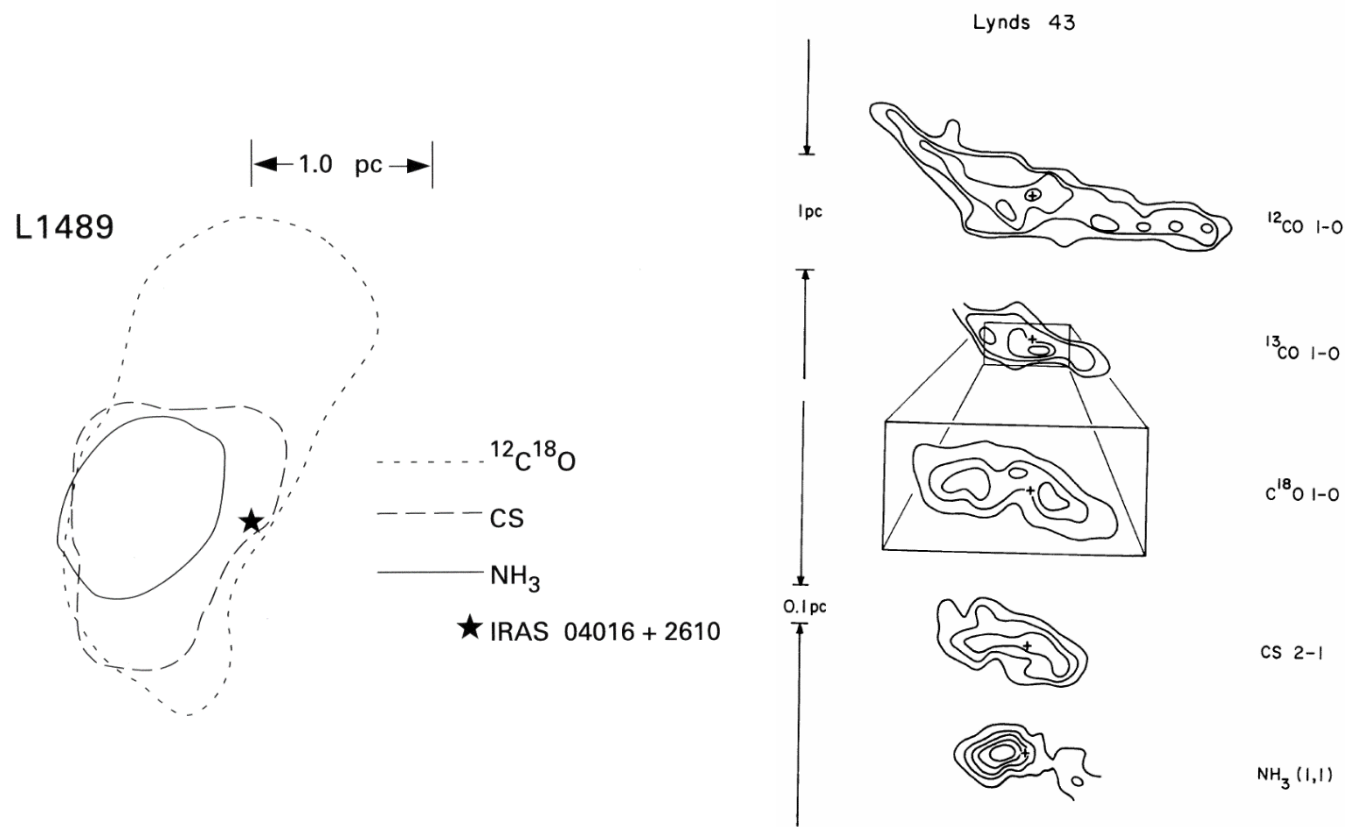 1.0 pc
L1489
¹²C¹⁸O
CS
NH₃
★ IRAS 04016 + 2610
Lynds 43
1pc
¹²CO 1-0
¹³CO 1-0
C¹⁸O 1-0
0.1pc
CS 2-1
NH₃ (1,1)